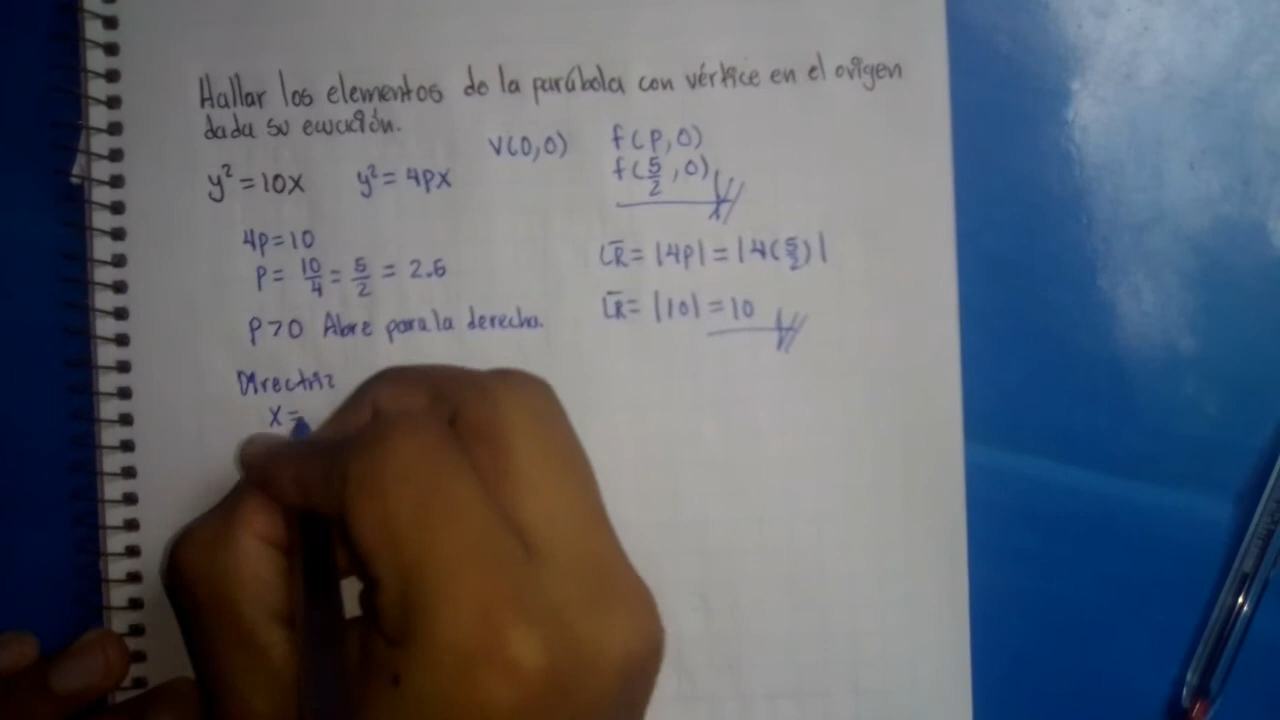 Hallar los elementos de la parábola con vértice en el origen
dada su ecuación.
V(0,0)
f(P,0)
y²=10x
y²=4px
f(5/2,0)
4p=10
P= 10/4 = 5/2 = 2.5
P>0 Abre para la derecha.
L̅R̅= |4P| = |4(5/2)|
L̅R̅= |10| = 10
Directriz
X=